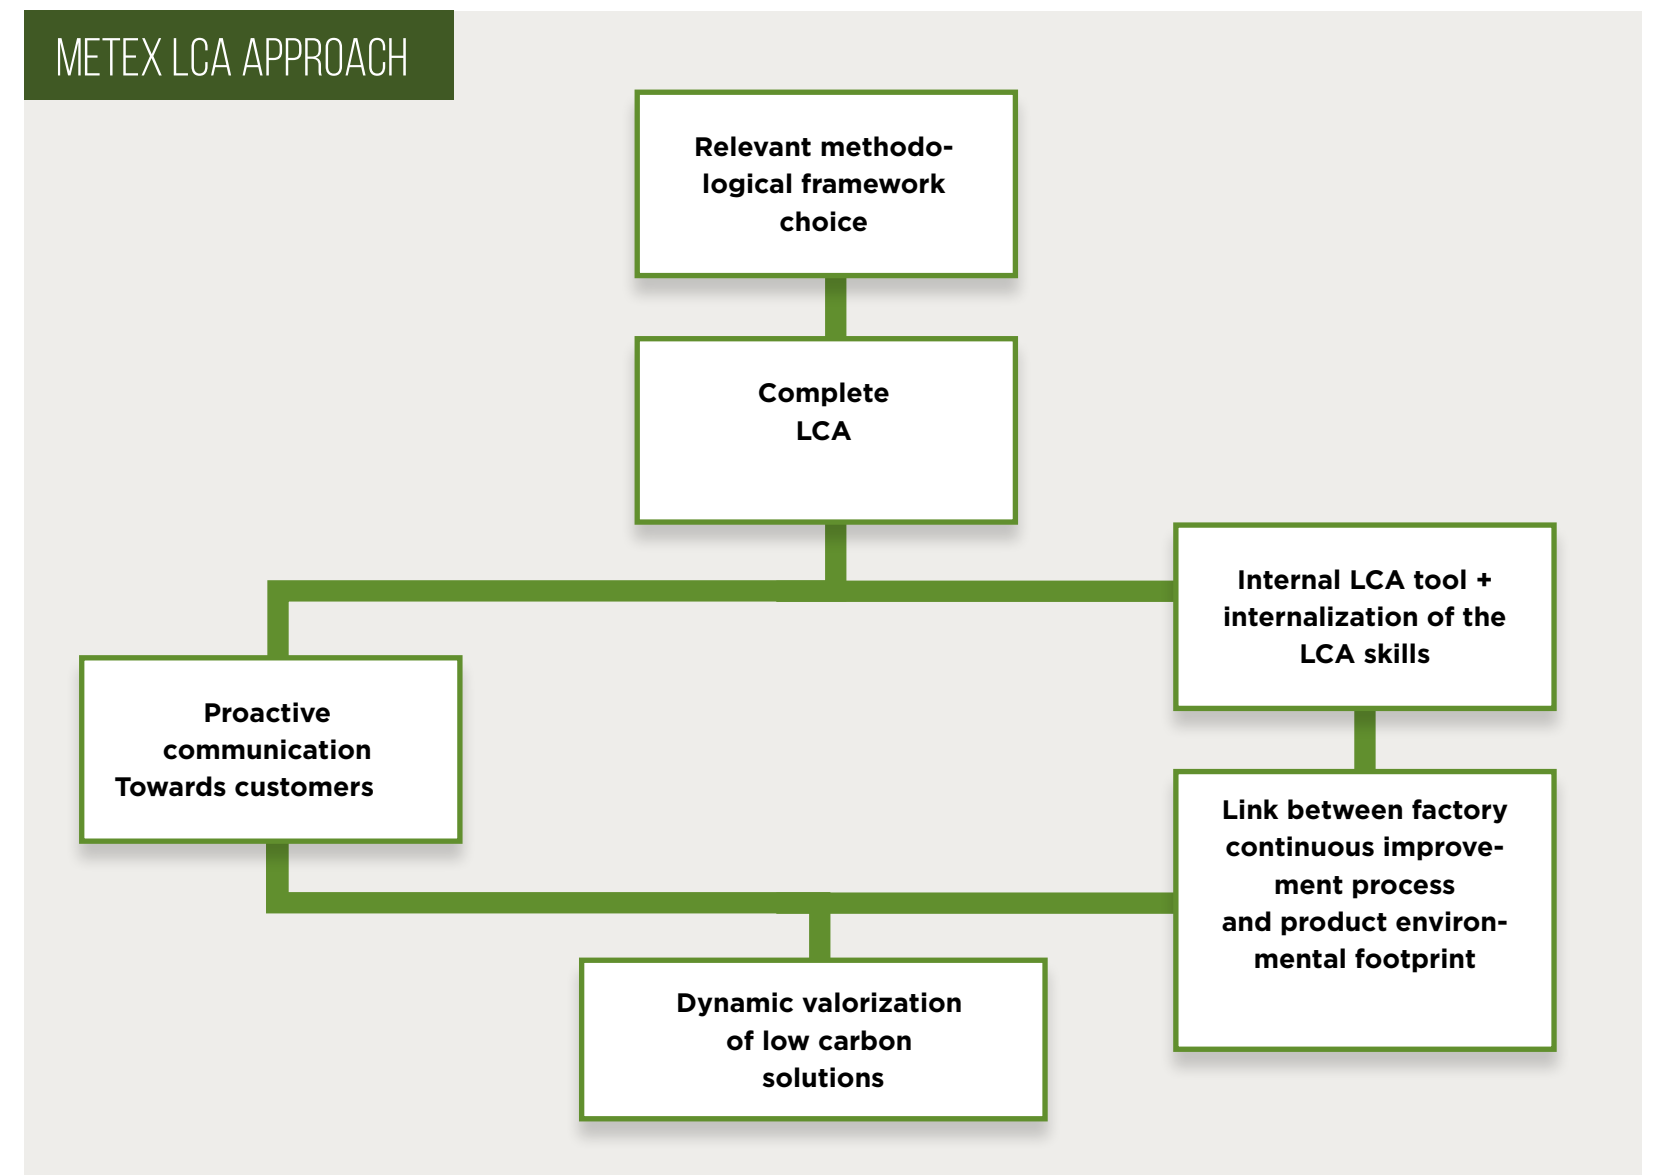 METEX LCA APPROACH
Relevant methodo-
logical framework
choice
Complete
LCA
Internal LCA tool +
internalization of the
LCA skills
Proactive
communication
Towards customers
Link between factory
continuous improve-
ment process
and product environ-
mental footprint
Dynamic valorization
of low carbon
solutions